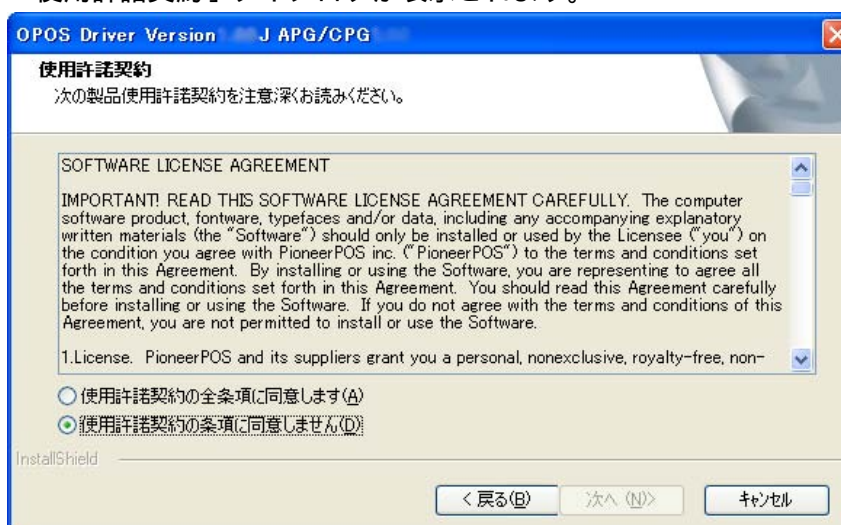 OPOS Driver Version J APG/CPG
使用許諾契約
次の製品使用許諾契約を注意深くお読みください。
SOFTWARE LICENSE AGREEMENT
IMPORTANT! READ THIS SOFTWARE LICENSE AGREEMENT CAREFULLY. The computer
software product, fontware, typefaces and/or data, including any accompanying explanatory
written materials (the "Software") should only be installed or used by the Licensee ("you") on
the condition you agree with PioneerPOS inc. ("PioneerPOS") to the terms and conditions set
forth in this Agreement. By installing or using the Software, you are representing to agree all
the terms and conditions set forth in this Agreement. You should read this Agreement carefully
before installing or using the Software. If you do not agree with the terms and conditions of this
Agreement, you are not permitted to install or use the Software.
1.License. PioneerPOS and its suppliers grant you a personal, nonexclusive, royalty-free, non-
使用許諾契約の全条項に同意します(A)
使用許諾契約の条項に同意しません(D)
InstallShield
< 戻る(B) 次へ (N)> キャンセル